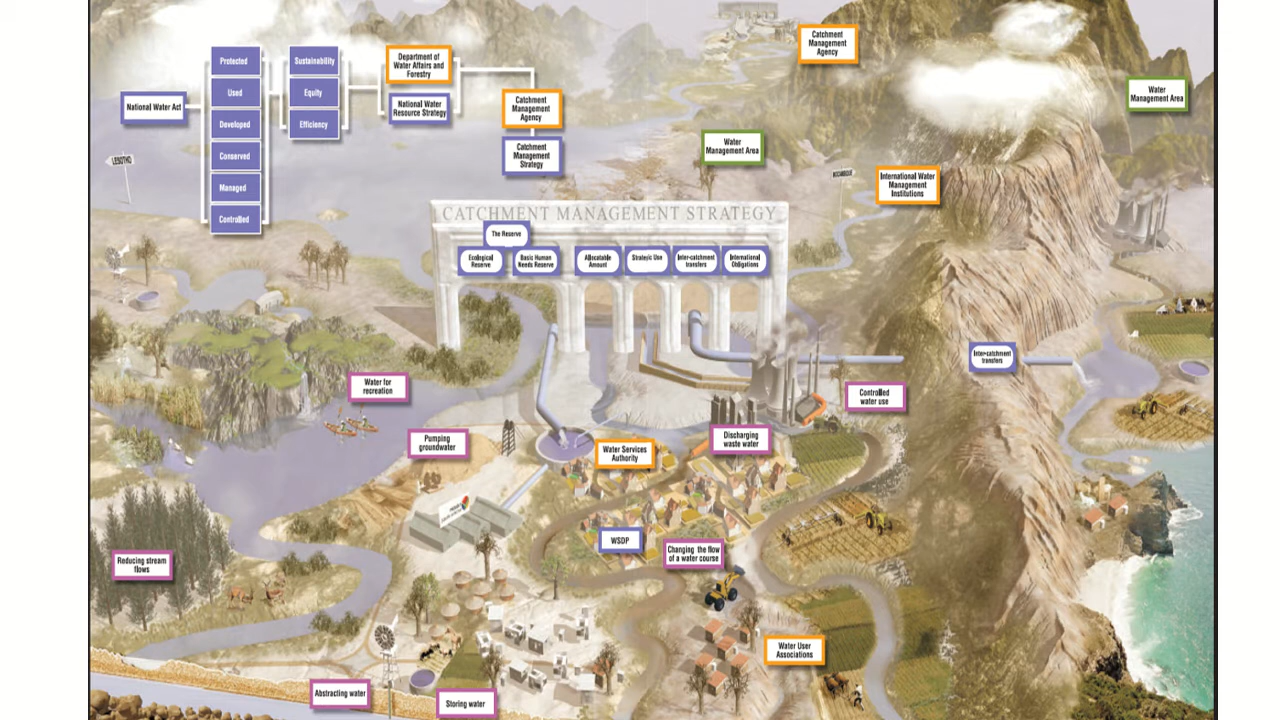 Protected
Used
Developed
Conserved
Managed
Controlled
National Water Act
Sustainability
Equity
Efficiency
Department of
Water Affairs and
Forestry
National Water
Resource Strategy
Catchment
Management
Agency
Catchment
Management
Strategy
Catchment
Management
Agency
Water
Management Area
Water
Management Area
International Water
Management
Institutions
LESOTHO
MOZAMBIQUE
CATCHMENT MANAGEMENT STRATEGY
The Reserve
Ecological
Reserve
Basic Human
Needs Reserve
Allocatable
Amount
Strategic Use
Inter-catchment
transfers
International
Obligations
Inter-catchment
transfers
Water for
recreation
Controlled
water use
Pumping
groundwater
Water Services
Authority
Discharging
waste water
WSDP
Changing the flow
of a water course
Reducing stream
flows
Water User
Associations
Abstracting water
Storing water